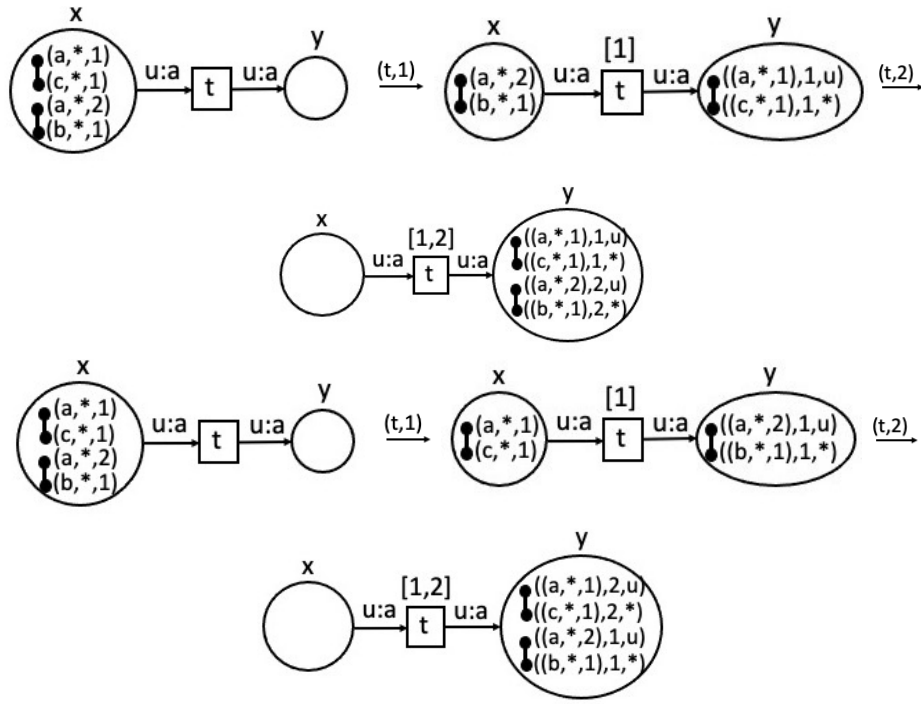 x
y
(a,*,1)
(c,*,1)
(a,*,2)
(b,*,1)
u:a
t
u:a
(t,1)
x
[1]
y
(a,*,2)
(b,*,1)
u:a
t
u:a
((a,*,1),1,u)
((c,*,1),1,*)
(t,2)
x
[1,2]
y
u:a
t
u:a
((a,*,1),1,u)
((c,*,1),1,*)
((a,*,2),2,u)
((b,*,1),2,*)
x
y
(a,*,1)
(c,*,1)
(a,*,2)
(b,*,1)
u:a
t
u:a
(t,1)
x
[1]
y
(a,*,1)
(c,*,1)
u:a
t
u:a
((a,*,2),1,u)
((b,*,1),1,*)
(t,2)
x
[1,2]
y
u:a
t
u:a
((a,*,1),2,u)
((c,*,1),2,*)
((a,*,2),1,u)
((b,*,1),1,*)